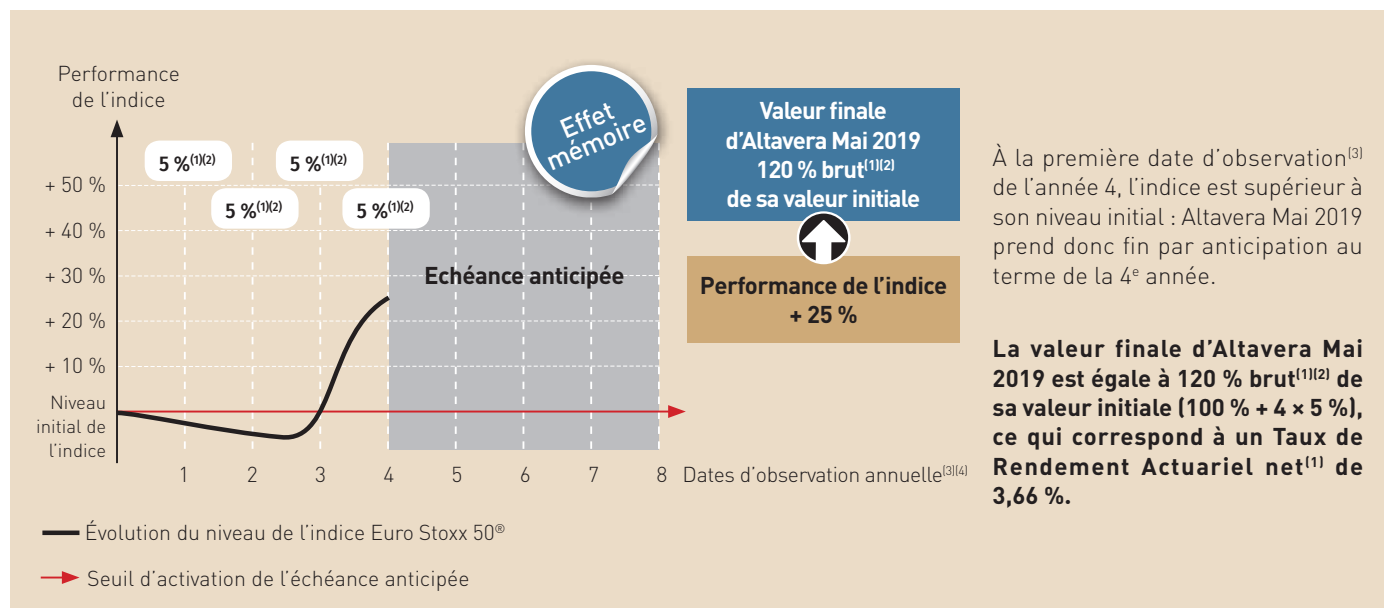 Performance
de l’indice
+ 50 %
+ 40 %
+ 30 %
+ 20 %
+ 10 %
Niveau
initial de
l’indice
5 %(1)(2)
5 %(1)(2)
5 %(1)(2)
5 %(1)(2)
Effet
mémoire
Echéance anticipée
1 2 3 4 5 6 7 8 Dates d’observation annuelle(3)(4)
Évolution du niveau de l’indice Euro Stoxx 50®
Seuil d’activation de l’échéance anticipée
Valeur finale
d’Altavera Mai 2019
120 % brut(1)(2)
de sa valeur initiale
Performance de l’indice
+ 25 %
À la première date d’observation(3)
de l’année 4, l’indice est supérieur à
son niveau initial : Altavera Mai 2019
prend donc fin par anticipation au
terme de la 4e année.
La valeur finale d’Altavera Mai
2019 est égale à 120 % brut(1)(2) de
sa valeur initiale (100 % + 4 × 5 %),
ce qui correspond à un Taux de
Rendement Actuariel net(1) de
3,66 %.